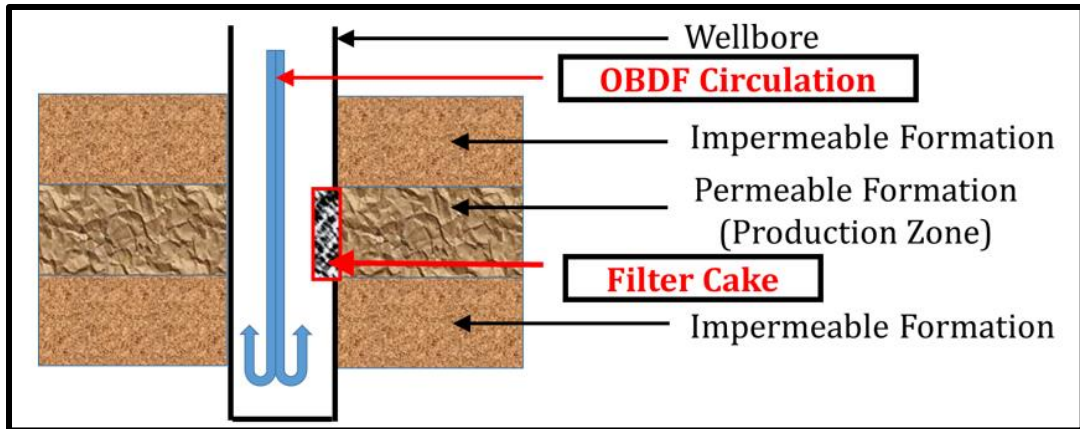 Wellbore
OBDF Circulation
Impermeable Formation
Permeable Formation
(Production Zone)
Filter Cake
Impermeable Formation